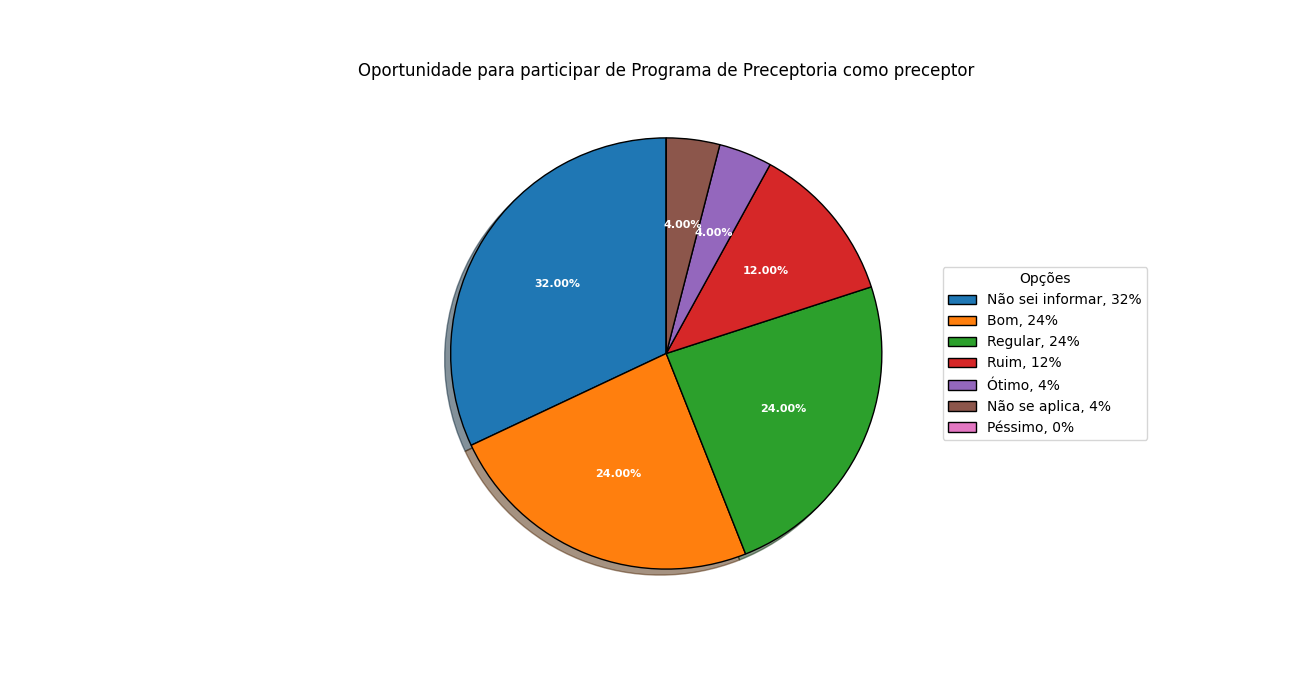 Oportunidade para participar de Programa de Preceptoria como preceptor
4.00%
4.00%
12.00%
32.00%
24.00%
24.00%
Opções
Não sei informar, 32%
Bom, 24%
Regular, 24%
Ruim, 12%
Ótimo, 4%
Não se aplica, 4%
Péssimo, 0%